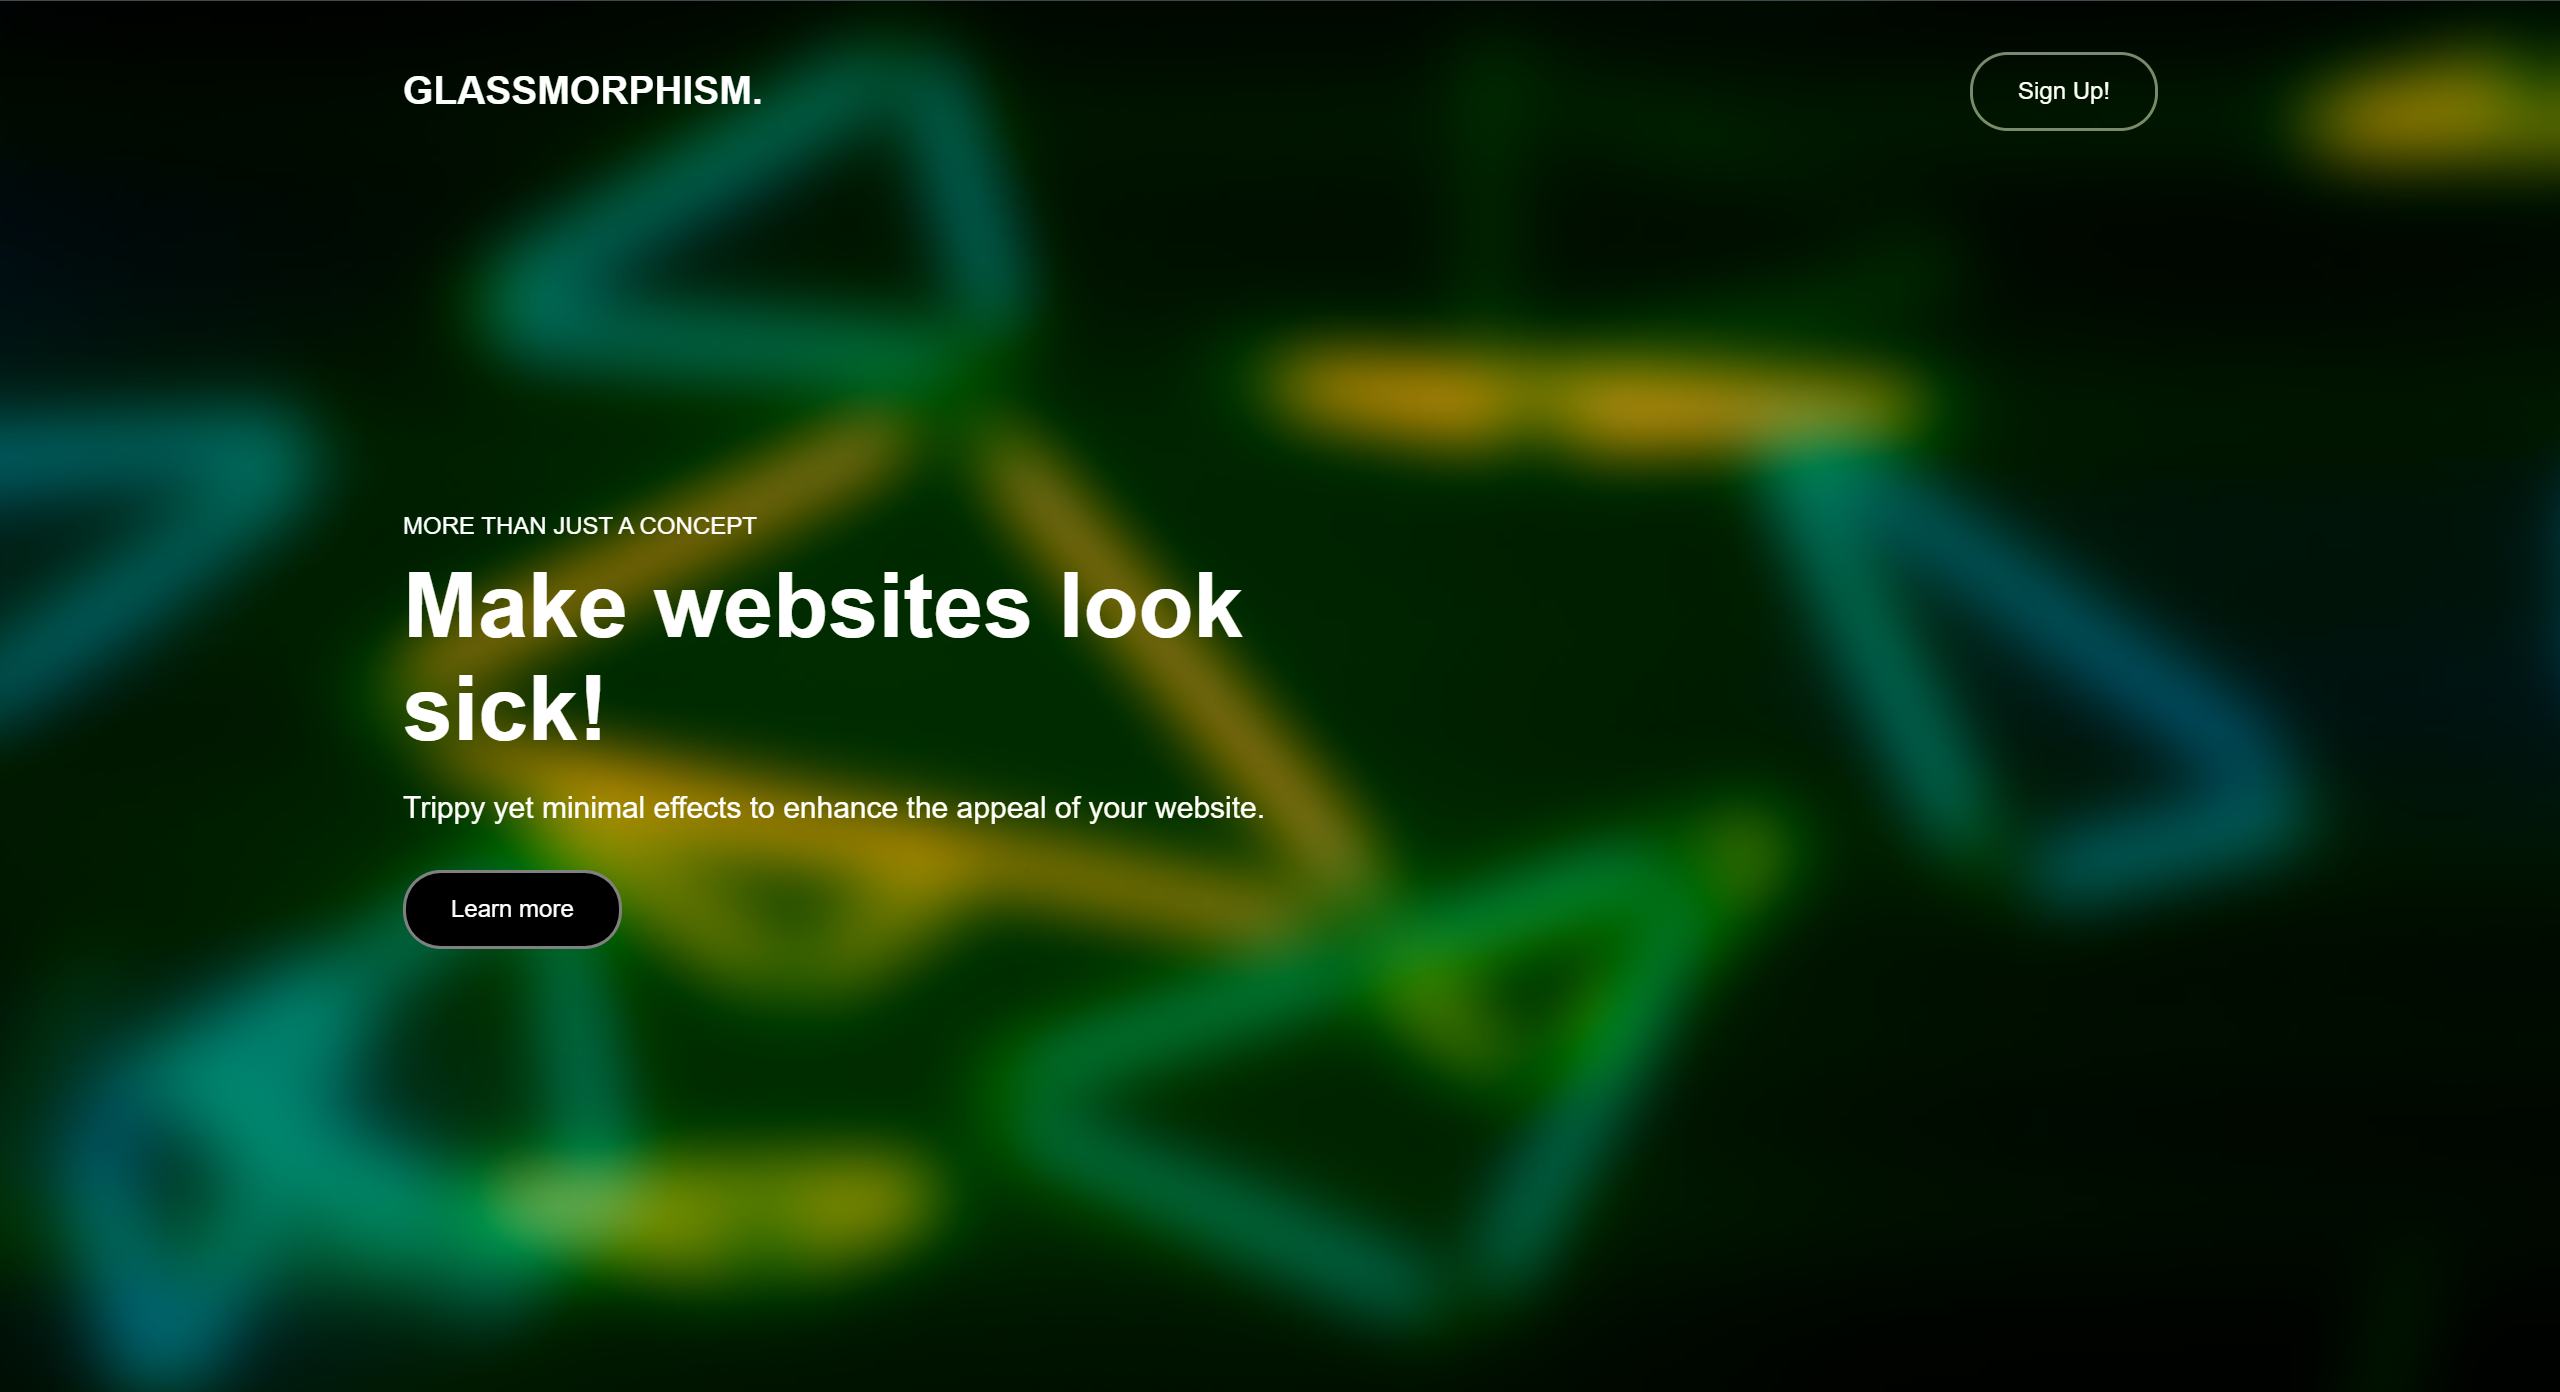 GLASSMORPHISM.
Sign Up!
MORE THAN JUST A CONCEPT
Make websites look
sick!
Trippy yet minimal effects to enhance the appeal of your website.
Learn more